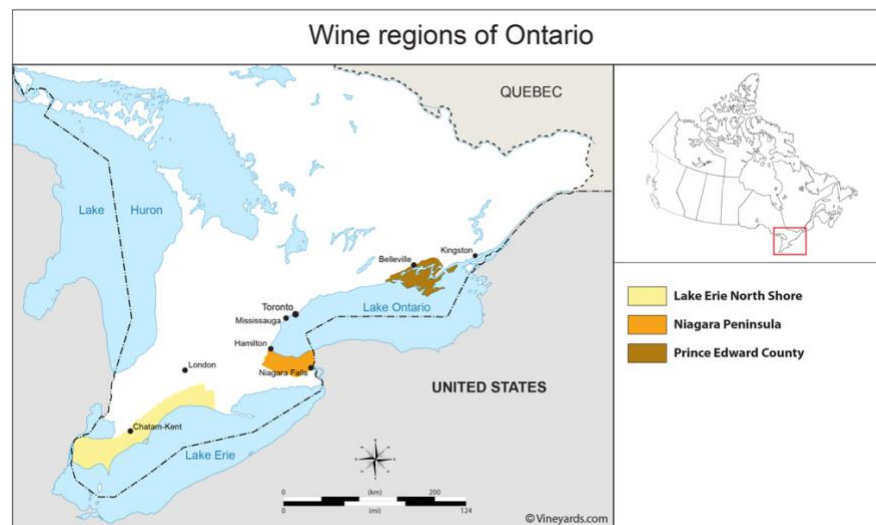 Wine regions of Ontario
QUEBEC
Lake Huron
Kingston
Belleville
Toronto
Lake Ontario
Mississauga
Hamilton
Niagara Falls
London
UNITED STATES
Chatam-Kent
Lake Erie
0 (km) 200
0 (mi) 124
©Vineyards.com
Lake Erie North Shore
Niagara Peninsula
Prince Edward County